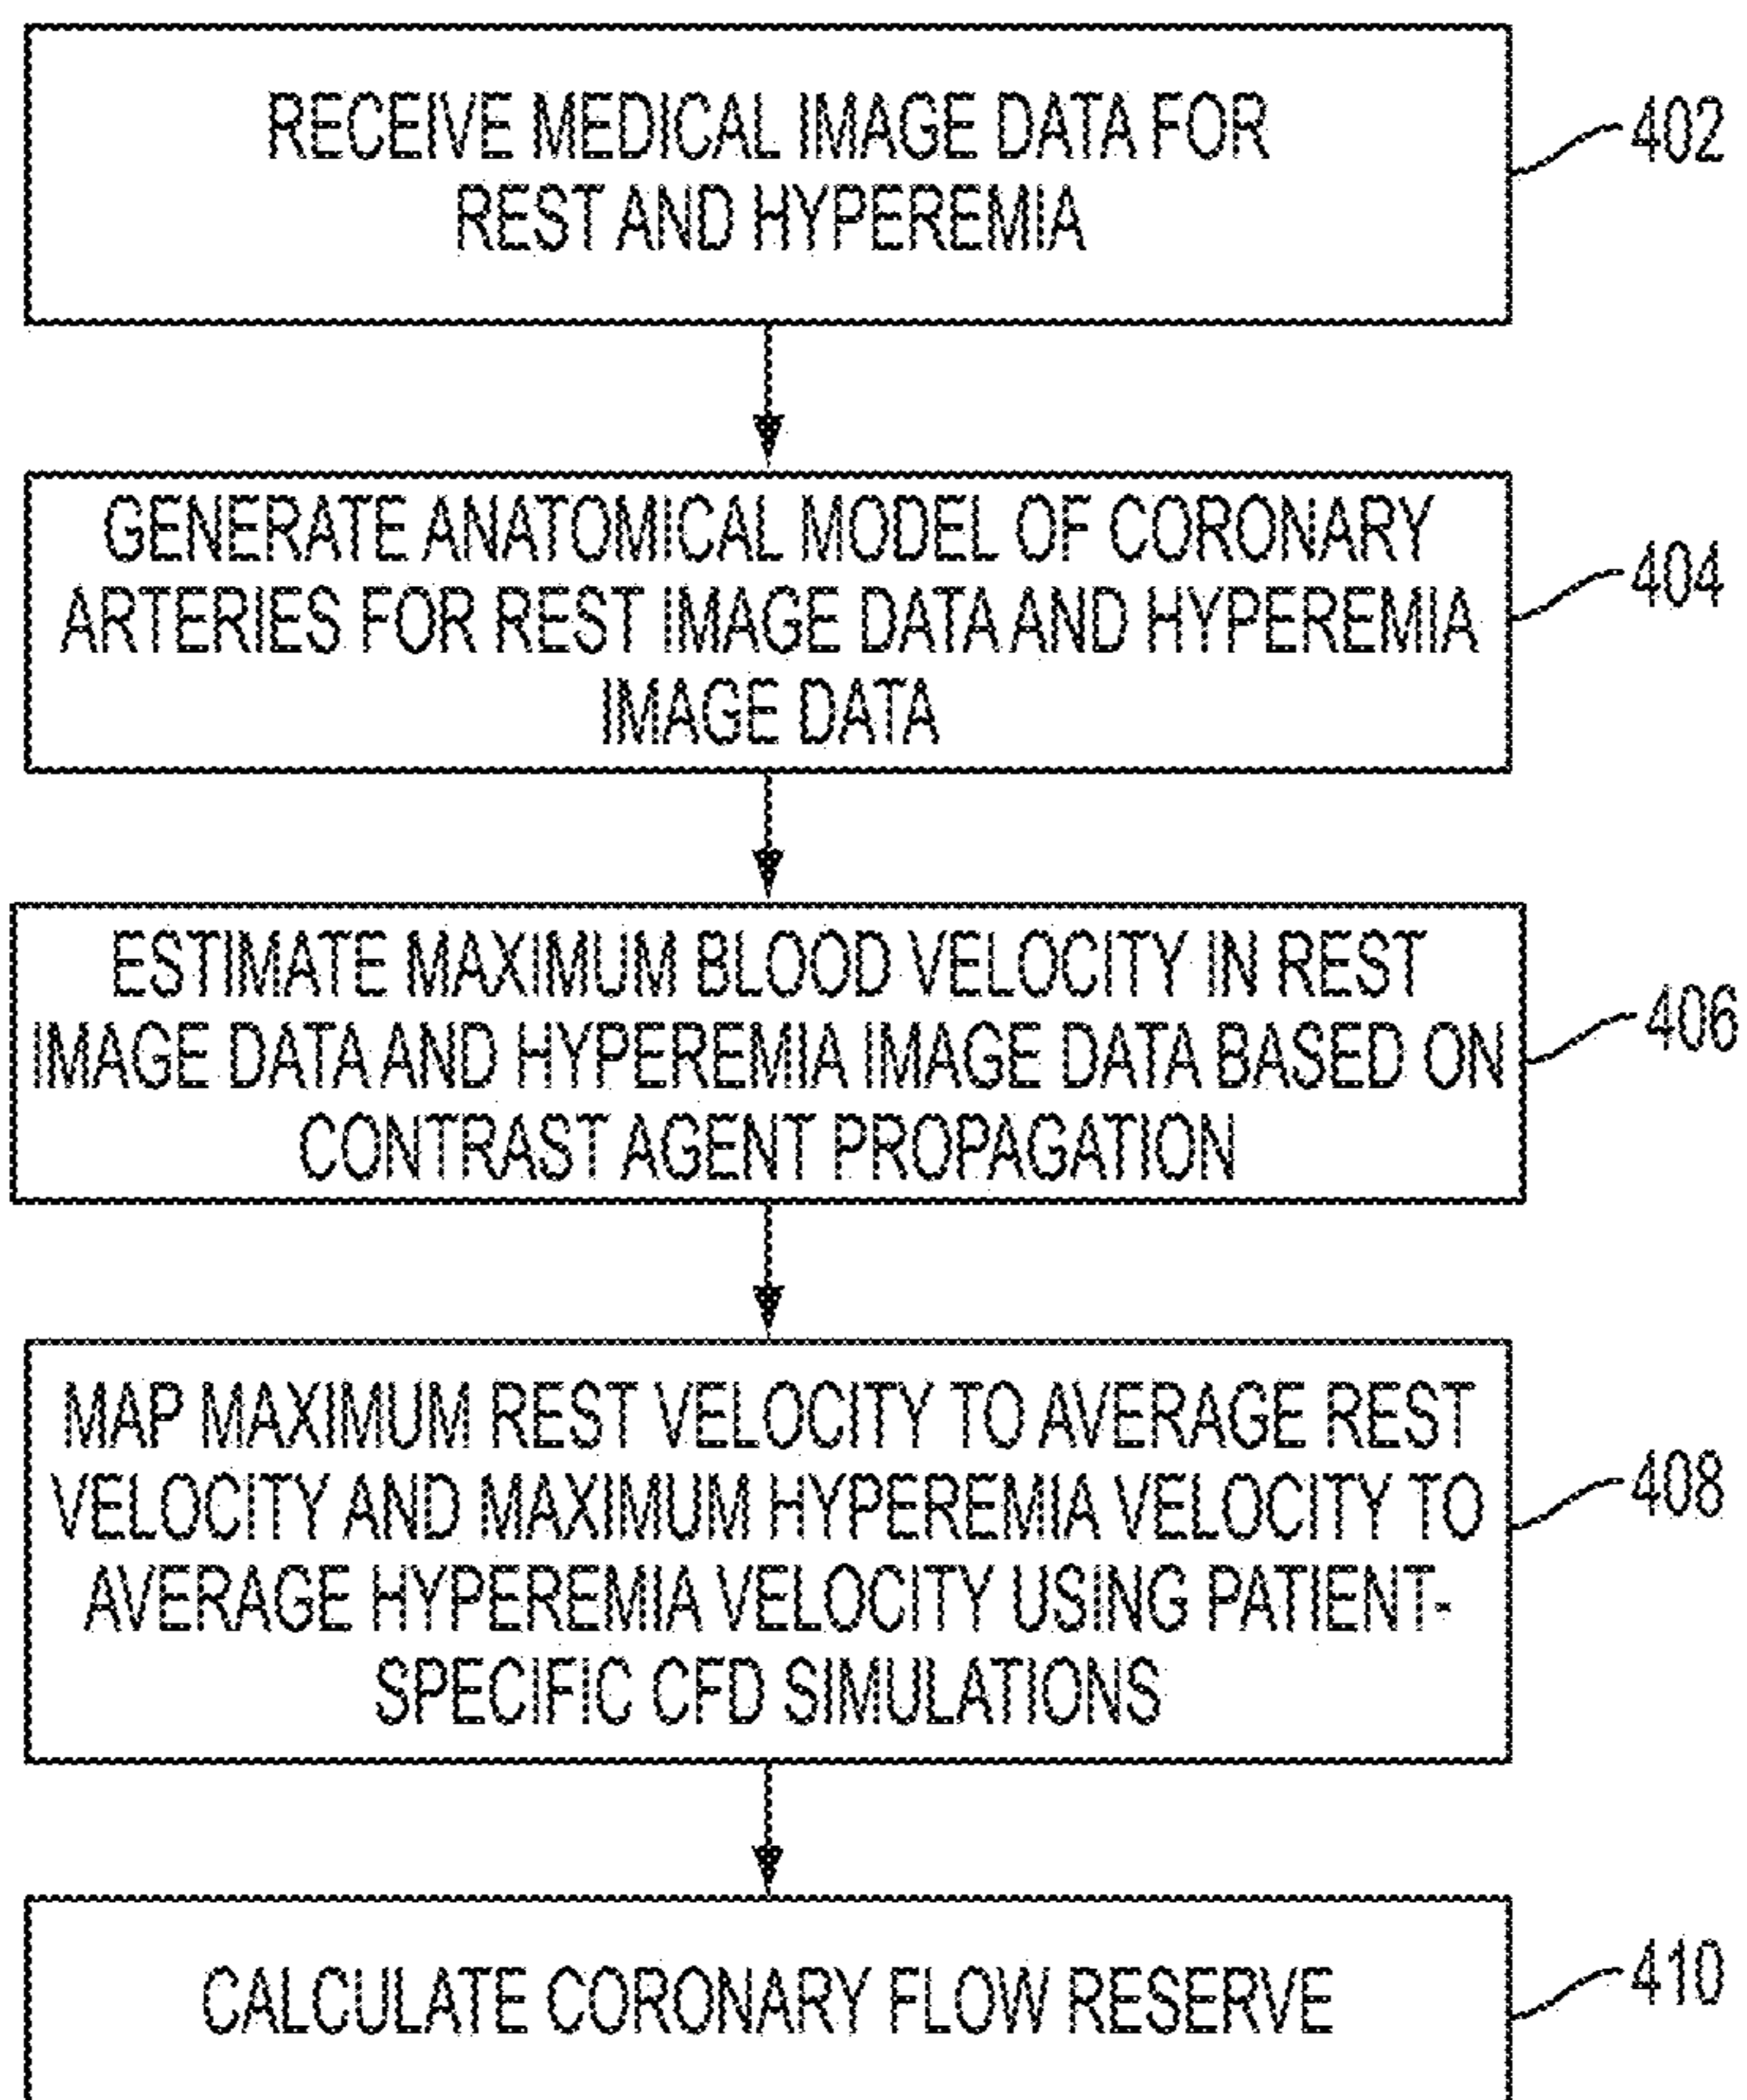 RECEIVE MEDICAL IMAGE DATA FOR
REST AND HYPEREMIA
402
GENERATE ANATOMICAL MODEL OF CORONARY
ARTERIES FOR REST IMAGE DATA AND HYPEREMIA
IMAGE DATA
404
ESTIMATE MAXIMUM BLOOD VELOCITY IN REST
IMAGE DATA AND HYPEREMIA IMAGE DATA BASED ON
CONTRAST AGENT PROPAGATION
406
MAP MAXIMUM REST VELOCITY TO AVERAGE REST
VELOCITY AND MAXIMUM HYPEREMIA VELOCITY TO
AVERAGE HYPEREMIA VELOCITY USING PATIENT-
SPECIFIC CFD SIMULATIONS
408
CALCULATE CORONARY FLOW RESERVE
410